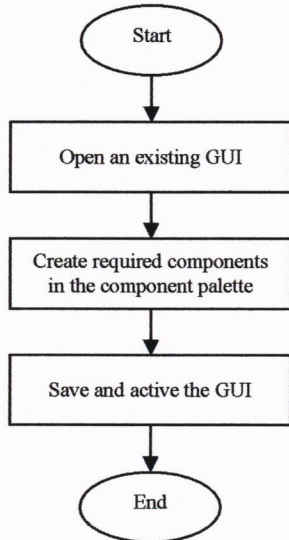 Start
Open an existing GUI
Create required components
in the component palette
Save and active the GUI
End